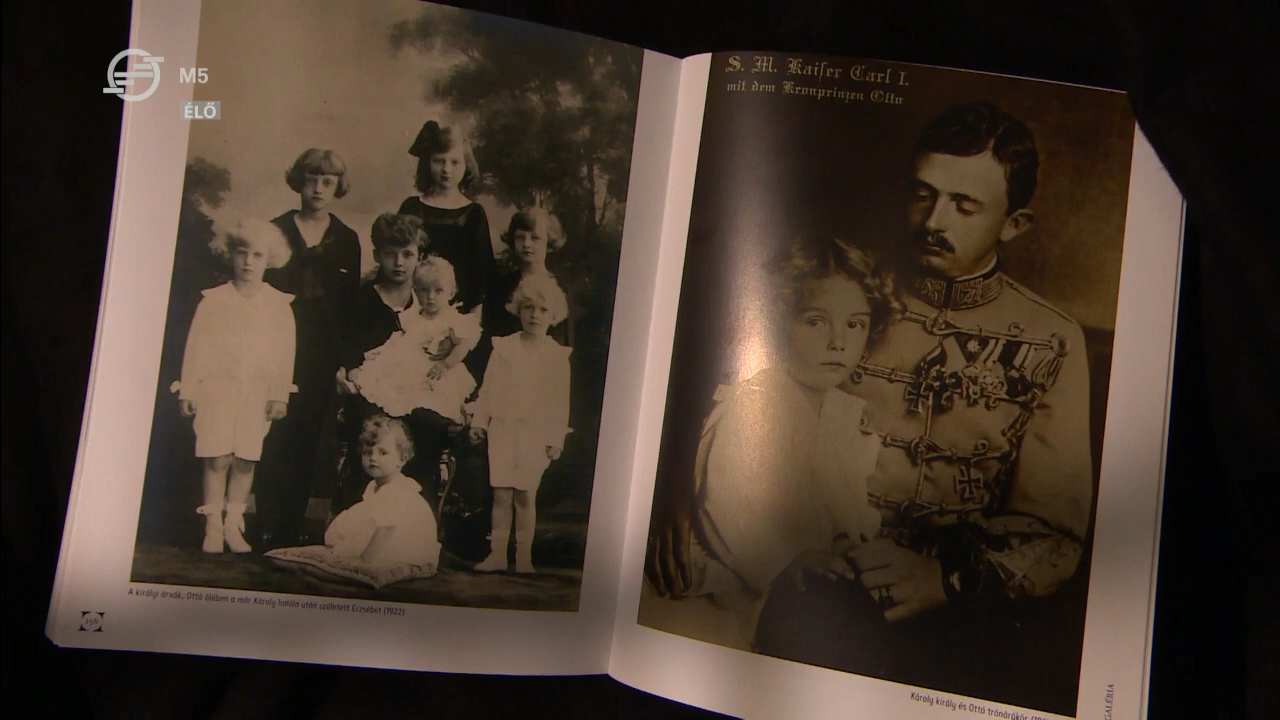 M5
ÉLŐ
S. M. Kaiser Carl I.
mit dem Kronprinzen Otto
A királyi árvák, Ottó ölében a már Károly halála után született Erzsébet (1922)
156
Károly király és Ottó trónörökös
GALÉRIA